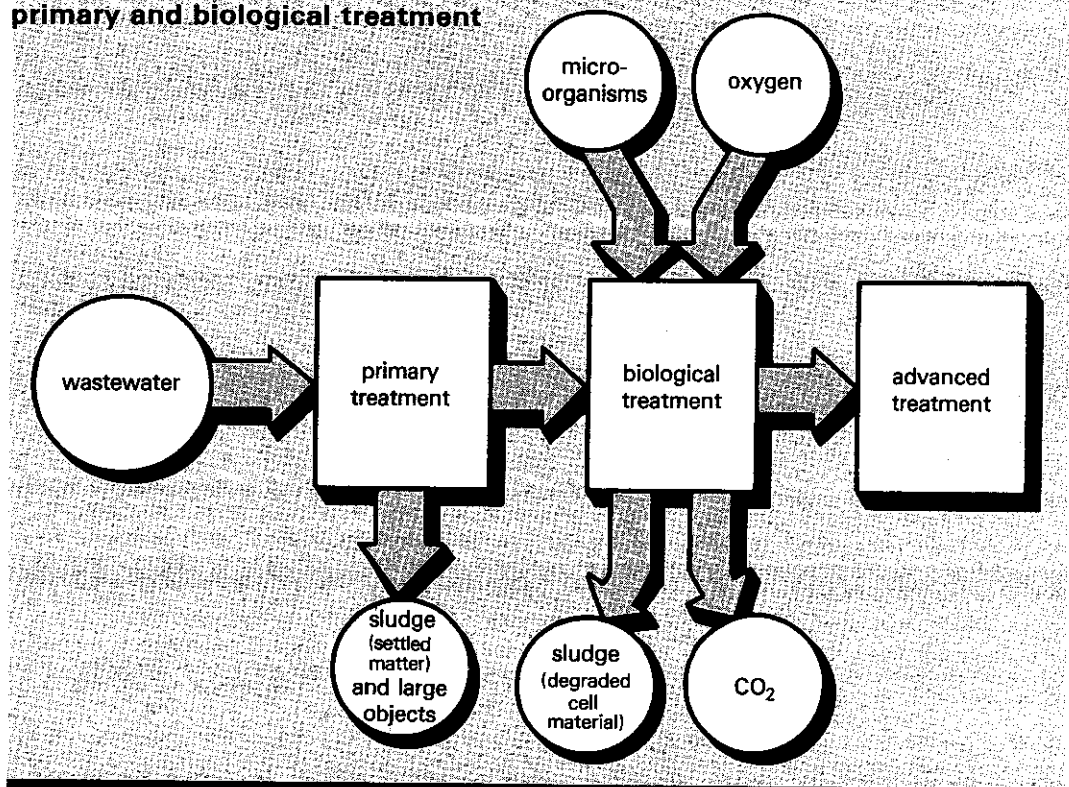 primary and biological treatment
micro-
organisms
oxygen
wastewater
primary
treatment
biological
treatment
advanced
treatment
sludge
(settled
matter)
and large
objects
sludge
(degraded
cell
material)
CO₂